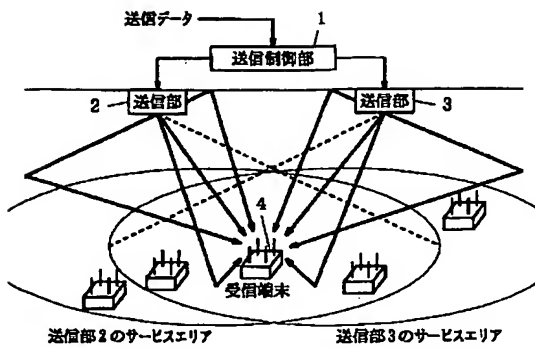 送信データ
1
送信制御部
2 送信部
送信部 3
4
受信端末
送信部2のサービスエリア
送信部3のサービスエリア